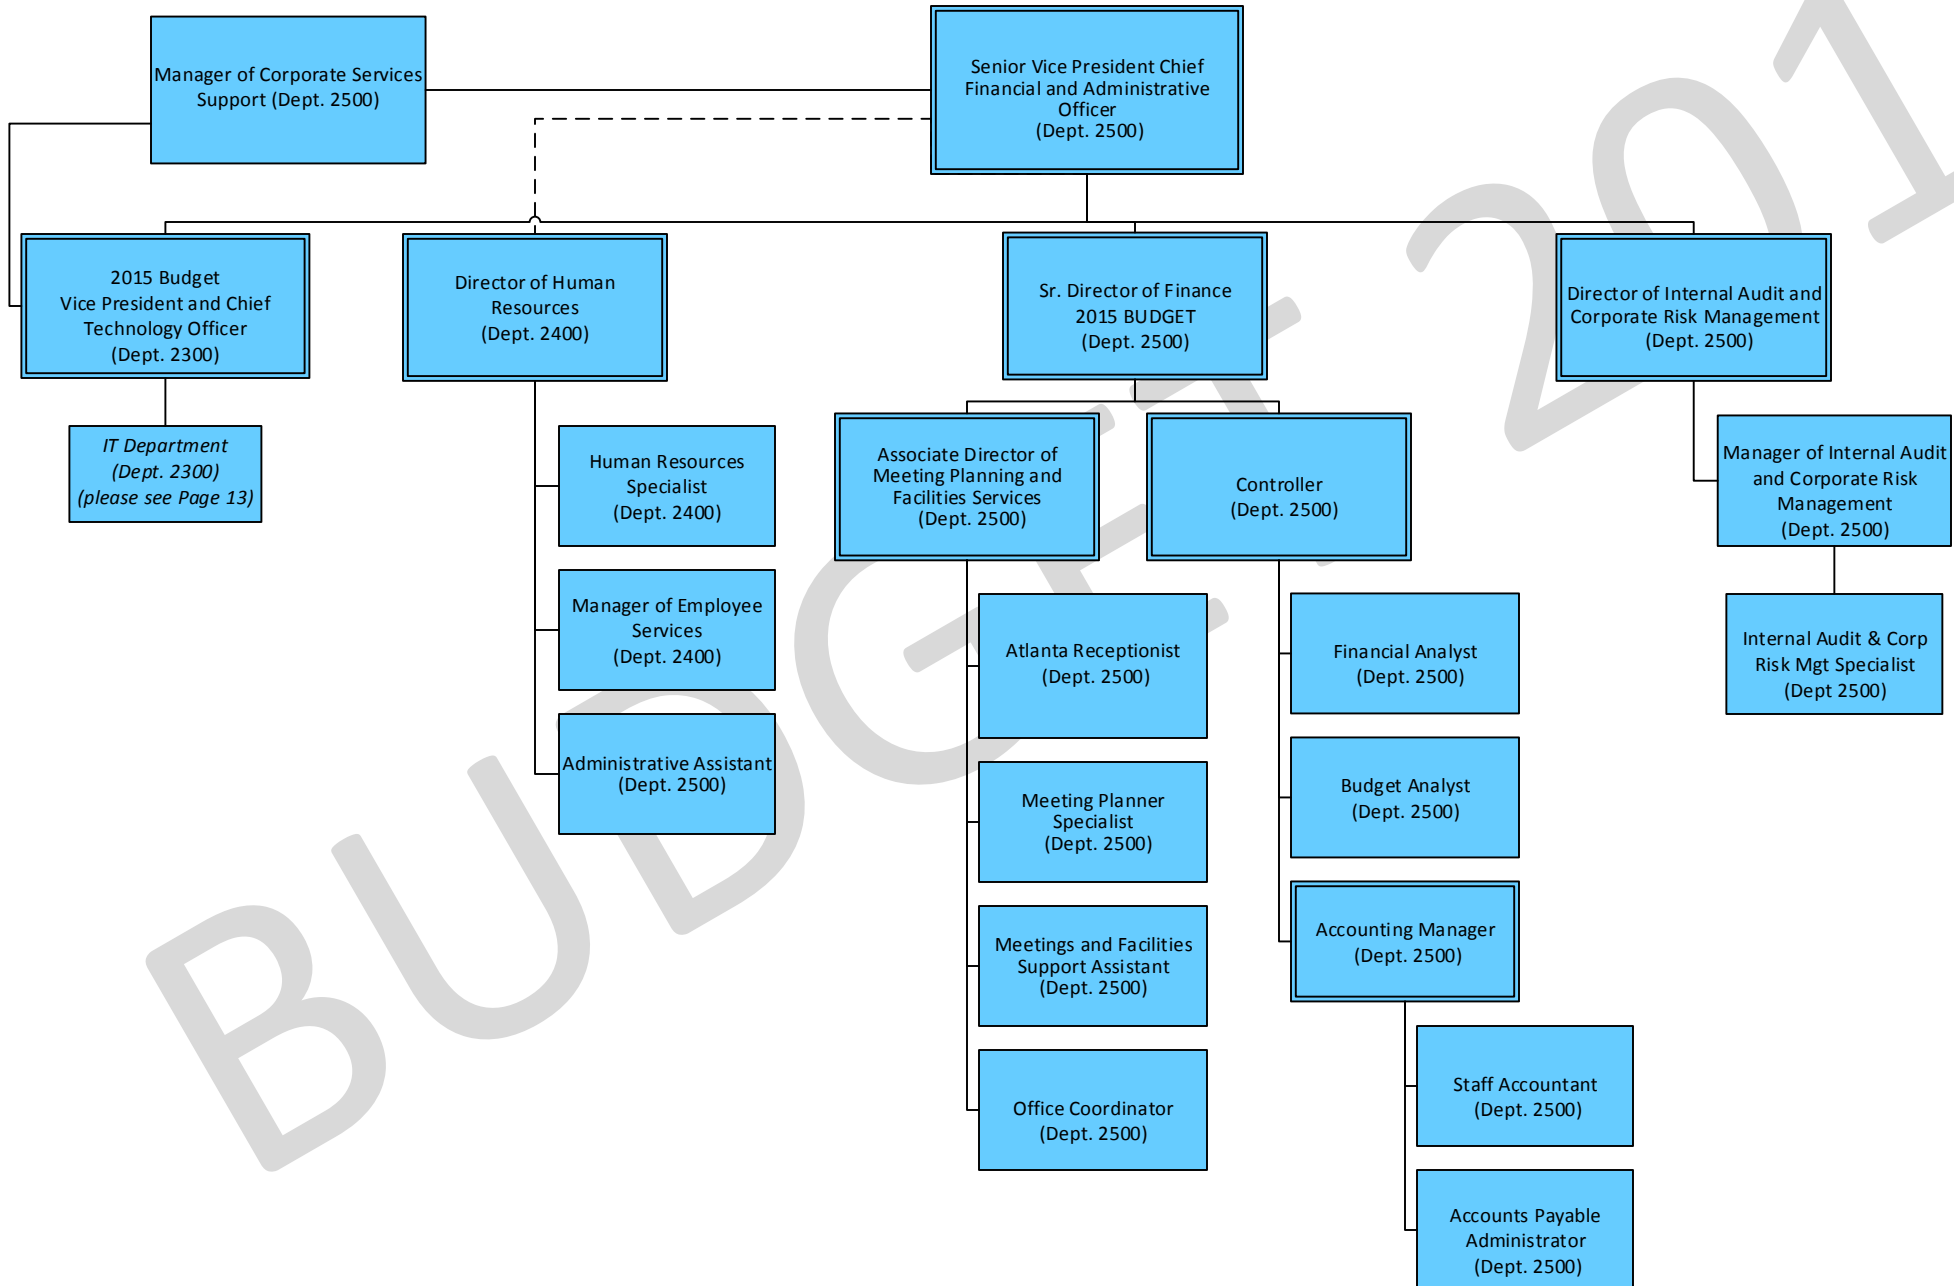 Manager of Corporate Services
Support (Dept. 2500)
Senior Vice President Chief
Financial and Administrative
Officer
(Dept. 2500)
2015 Budget
Vice President and Chief
Technology Officer
(Dept. 2300)
Director of Human
Resources
(Dept. 2400)
Sr. Director of Finance
2015 BUDGET
(Dept. 2500)
Director of Internal Audit and
Corporate Risk Management
(Dept. 2500)
IT Department
(Dept. 2300)
(please see Page 13)
Human Resources
Specialist
(Dept. 2400)
Manager of Employee
Services
(Dept. 2400)
Administrative Assistant
(Dept. 2500)
Associate Director of
Meeting Planning and
Facilities Services
(Dept. 2500)
Controller
(Dept. 2500)
Manager of Internal Audit
and Corporate Risk
Management
(Dept. 2500)
Internal Audit & Corp
Risk Mgt Specialist
(Dept 2500)
Atlanta Receptionist
(Dept. 2500)
Meeting Planner
Specialist
(Dept. 2500)
Meetings and Facilities
Support Assistant
(Dept. 2500)
Office Coordinator
(Dept. 2500)
Financial Analyst
(Dept. 2500)
Budget Analyst
(Dept. 2500)
Accounting Manager
(Dept. 2500)
Staff Accountant
(Dept. 2500)
Accounts Payable
Administrator
(Dept. 2500)
BUDGET 201